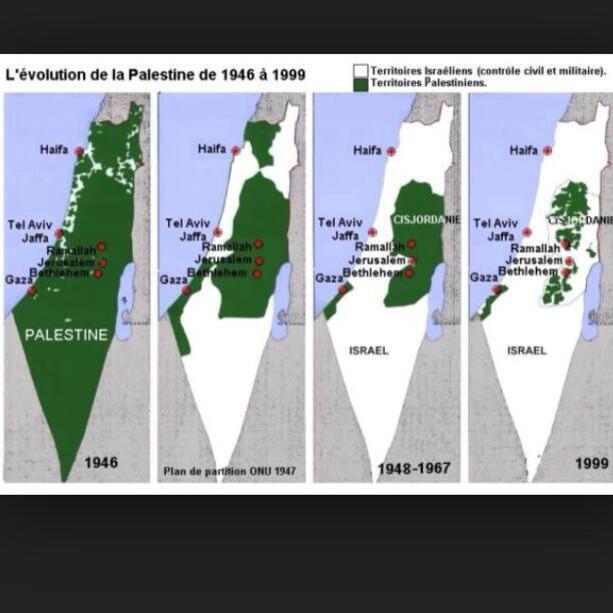 L'évolution de la Palestine de 1946 à 1999
Territoires Israéliens (contrôle civil et militaire).
Territoires Palestiniens.
Haifa
Tel Aviv
Jaffa
Ramallah
Jerusalem
Bethlehem
Gaza
PALESTINE
1946
Haifa
Tel Aviv
Jaffa
Ramallah
Jerusalem
Bethlehem
Gaza
Plan de partition ONU 1947
Haifa
CISJORDANIE
Tel Aviv
Jaffa
Ramallah
Jerusalem
Bethlehem
Gaza
ISRAEL
1948-1967
Haifa
CISJORDANIE
Tel Aviv
Jaffa
Ramallah
Jerusalem
Bethlehem
Gaza
ISRAEL
1999